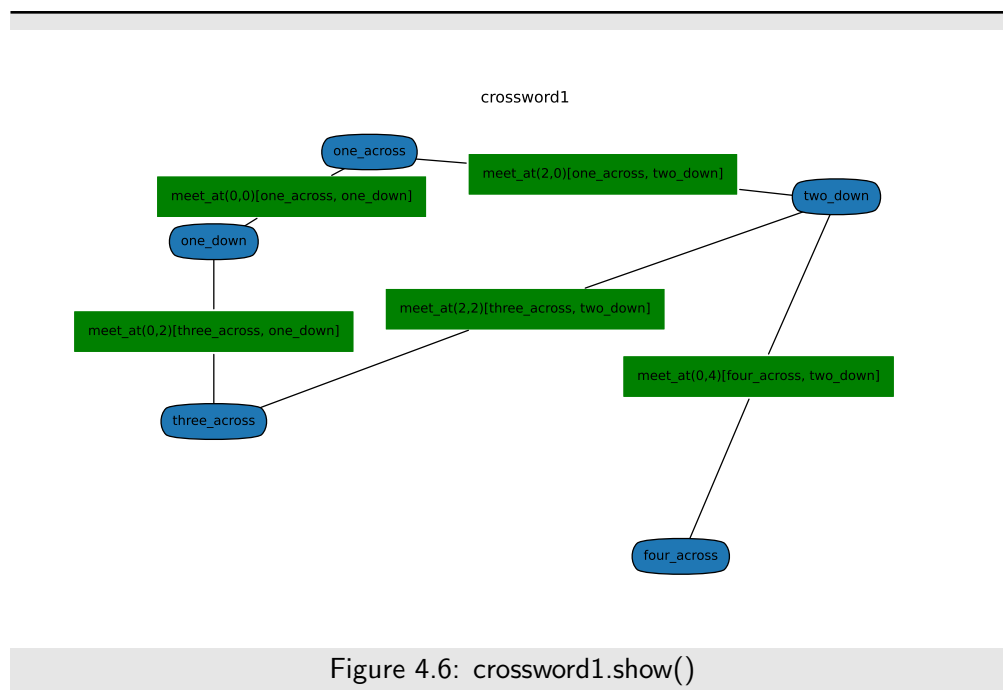 crossword1
one_across
meet_at(2,0)[one_across, two_down]
meet_at(0,0)[one_across, one_down]
two_down
one_down
meet_at(2,2)[three_across, two_down]
meet_at(0,2)[three_across, one_down]
meet_at(0,4)[four_across, two_down]
three_across
four_across
Figure 4.6: crossword1.show()